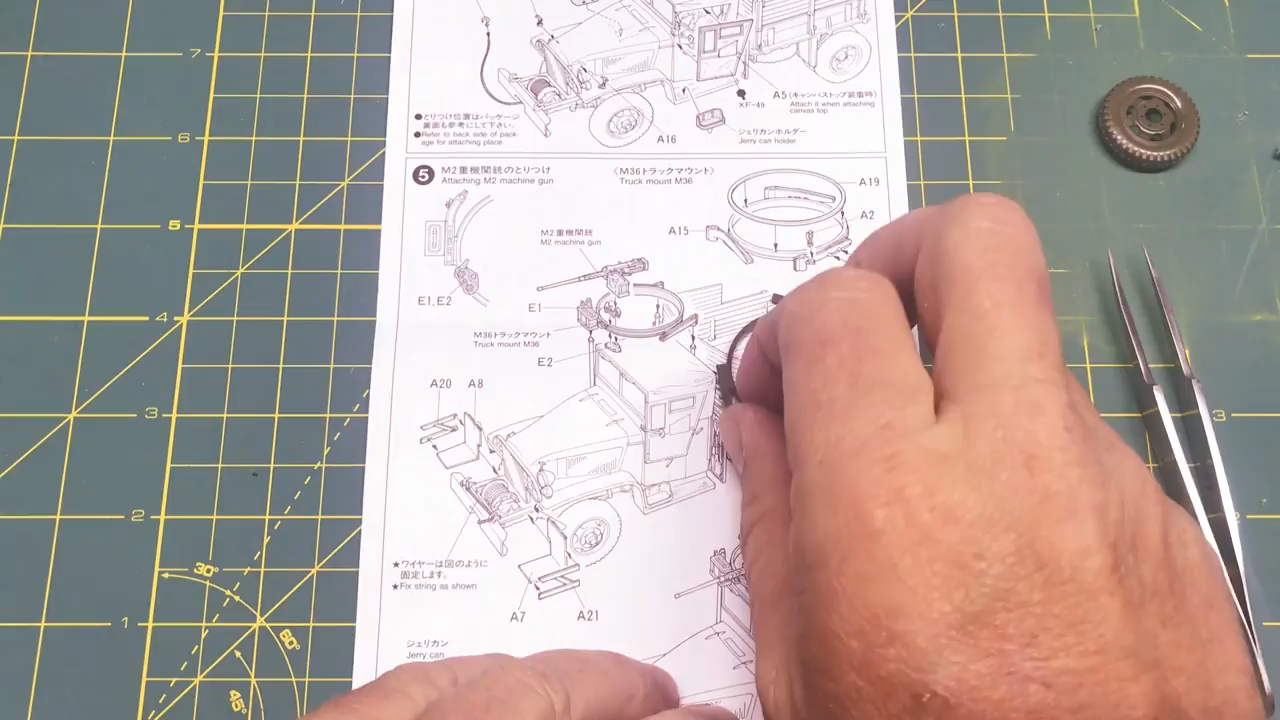 7
6
5
4
3
2
1
30°
60°
45°
3
●とりつけ位置はパッケージ
裏面も参考にして下さい。
●Refer to back side of pack-
age for attaching place.
A16
XF-49
A5(キャンバストップ装着時)
Attach it when attaching
canvas top.
ジェリカンホルダー
Jerry can holder
5
M2重機関銃のとりつけ
Attaching M2 machine gun
《M36トラックマウント》
Truck mount M36
A19
A2
A15
M2重機関銃
M2 machine gun
E1, E2
E1
M36トラックマウント
Truck mount M36
E2
A20
A8
★ワイヤーは図のように
固定します。
★Fix string as shown.
A7
A21
ジェリカン
Jerry can